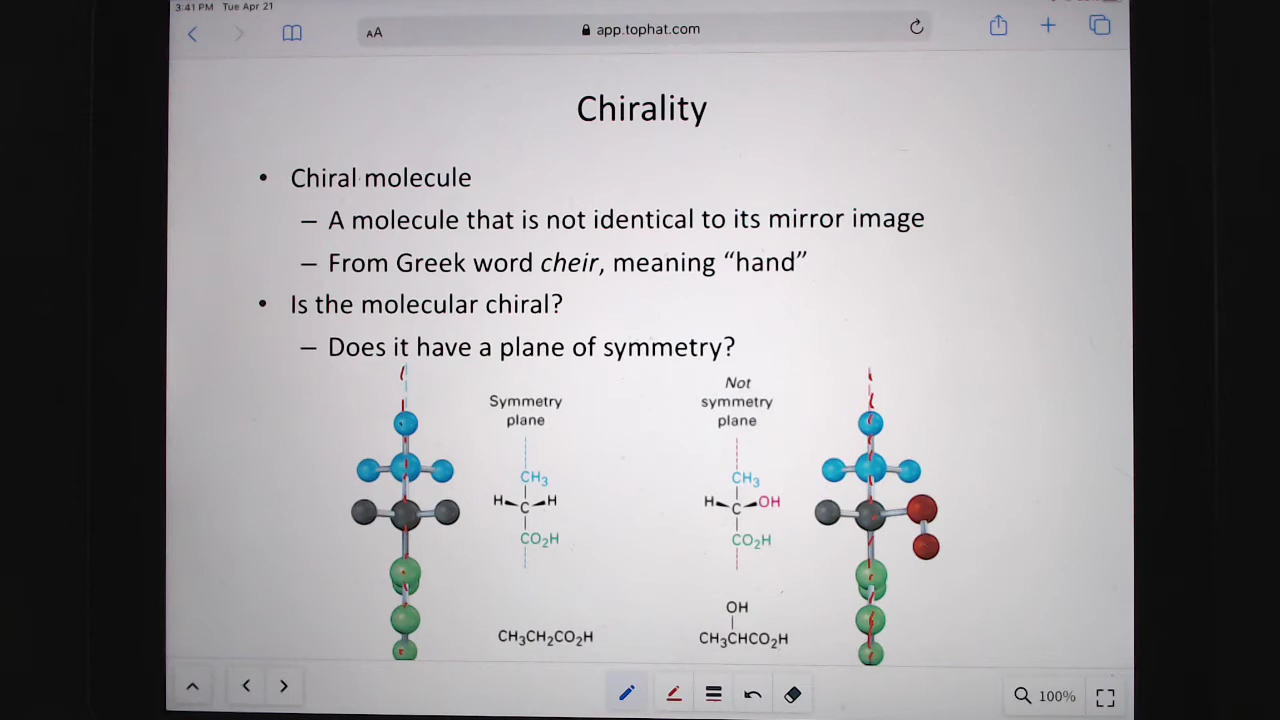 3:41 PM Tue Apr 21
AA
app.tophat.com
Chirality
• Chiral molecule
– A molecule that is not identical to its mirror image
– From Greek word cheir, meaning “hand”
• Is the molecular chiral?
– Does it have a plane of symmetry?
Symmetry
plane
CH₃
H C H
CO₂H
CH₃CH₂CO₂H
Not
symmetry
plane
CH₃
H C OH
CO₂H
OH
CH₃CHCO₂H
100%